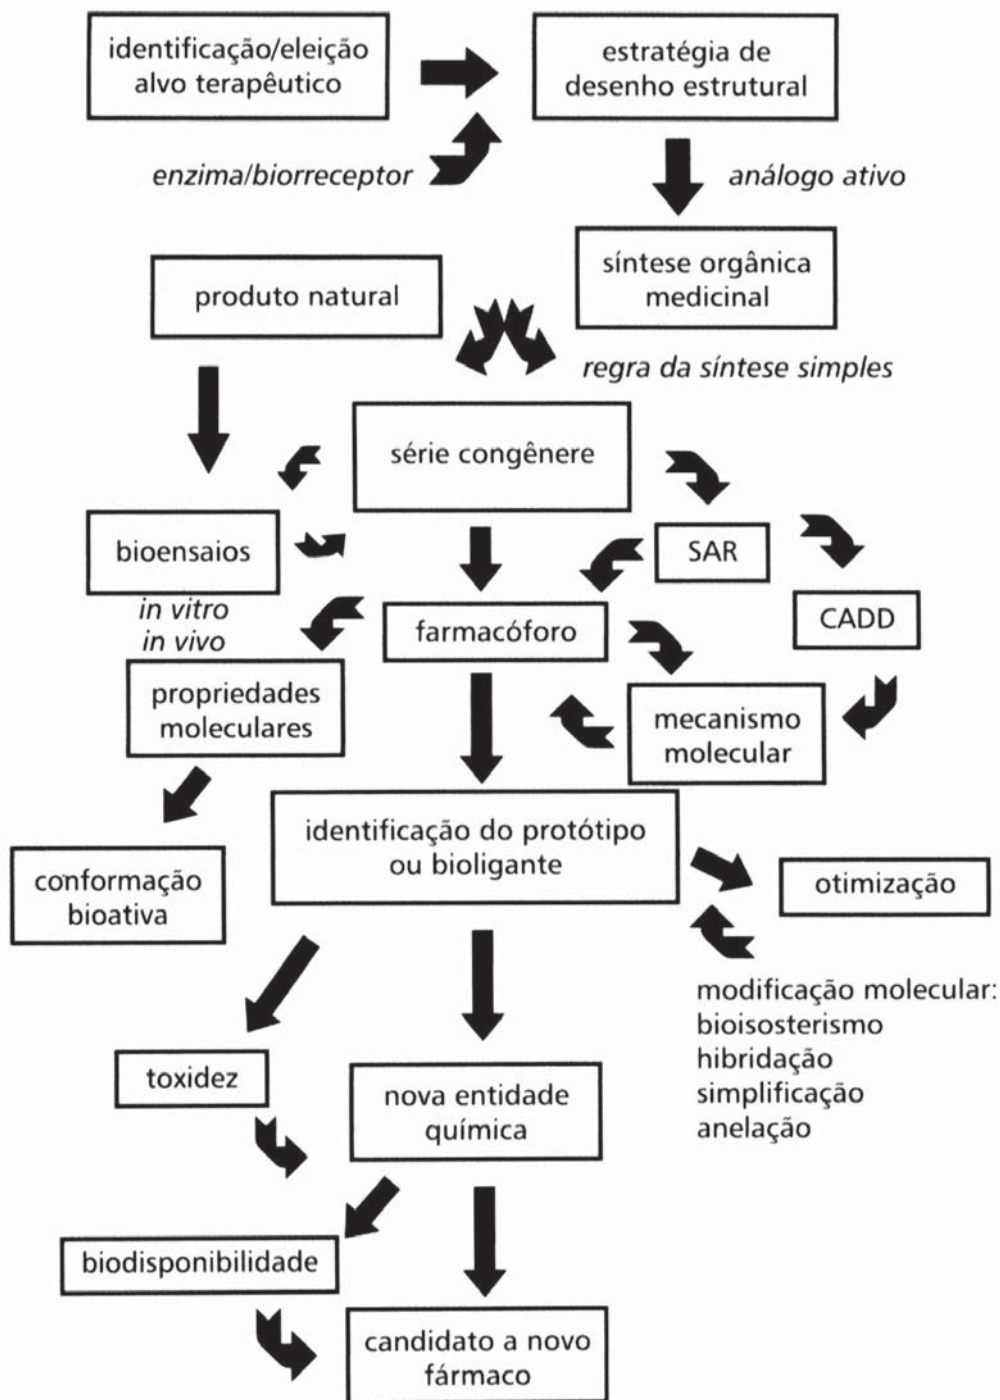 identificação/eleição
alvo terapêutico
estratégia de
desenho estrutural
enzima/biorreceptor
análogo ativo
produto natural
síntese orgânica
medicinal
regra da síntese simples
série congênere
bioensaios
in vitro
in vivo
SAR
CADD
farmacóforo
propriedades
moleculares
mecanismo
molecular
identificação do protótipo
ou bioligante
otimização
conformação
bioativa
modificação molecular:
bioisosterismo
hibridação
simplificação
anelação
toxidez
nova entidade
química
biodisponibilidade
candidato a novo
fármaco